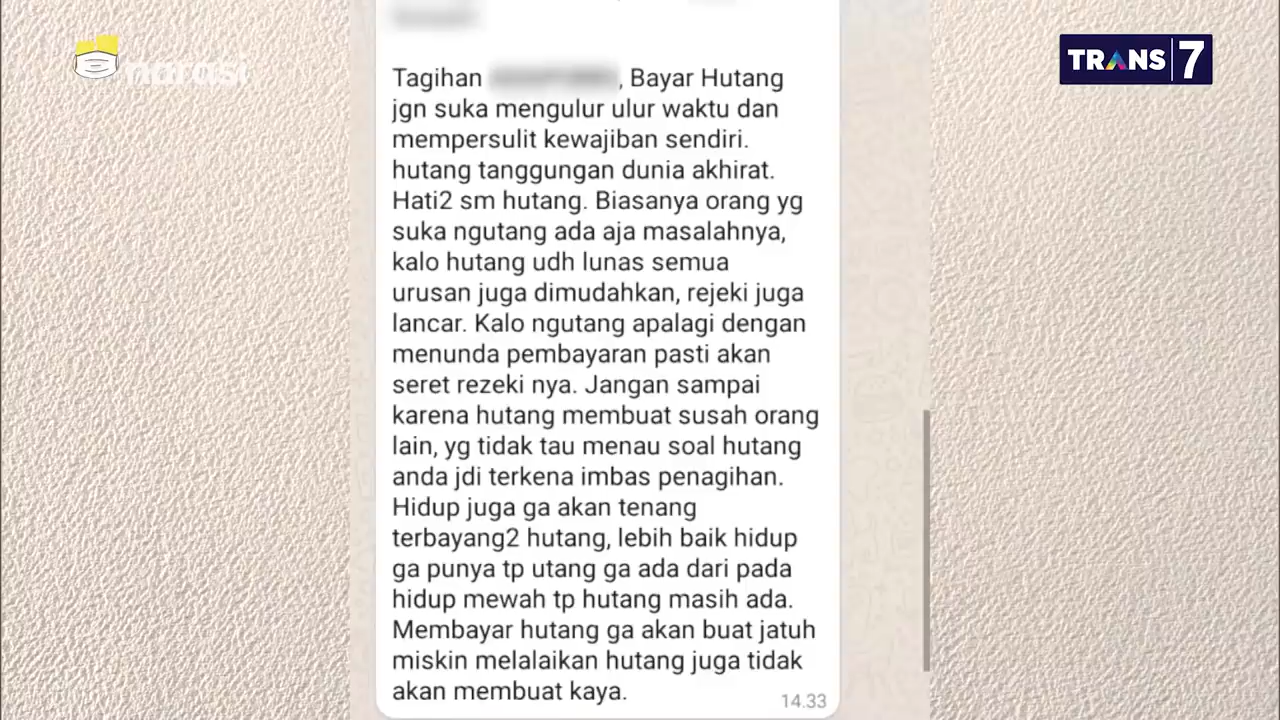 narasi
TRANS 7
Tagihan , Bayar Hutang
jgn suka mengulur ulur waktu dan
mempersulit kewajiban sendiri.
hutang tanggungan dunia akhirat.
Hati2 sm hutang. Biasanya orang yg
suka ngutang ada aja masalahnya,
kalo hutang udh lunas semua
urusan juga dimudahkan, rejeki juga
lancar. Kalo ngutang apalagi dengan
menunda pembayaran pasti akan
seret rezeki nya. Jangan sampai
karena hutang membuat susah orang
lain, yg tidak tau menau soal hutang
anda jdi terkena imbas penagihan.
Hidup juga ga akan tenang
terbayang2 hutang, lebih baik hidup
ga punya tp utang ga ada dari pada
hidup mewah tp hutang masih ada.
Membayar hutang ga akan buat jatuh
miskin melalaikan hutang juga tidak
akan membuat kaya.
14.33